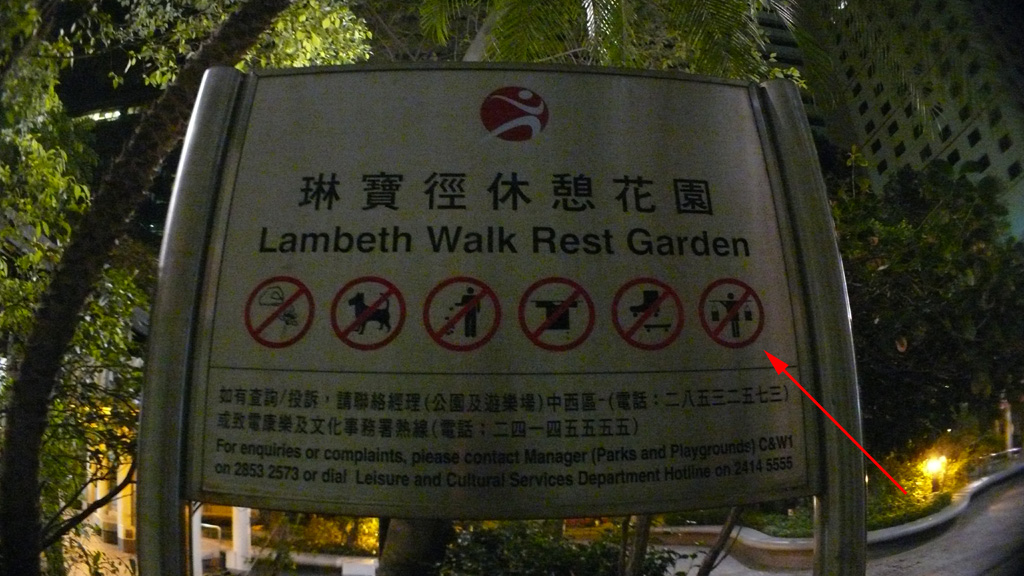 琳寶徑休憩花園
Lambeth Walk Rest Garden
如有查詢/投訴，請聯絡經理(公園及遊樂場)中西區一(電話：二八五三二五七三)
或致電康樂及文化事務署熱線(電話：二四一四五五五五)
For enquiries or complaints, please contact Manager (Parks and Playgrounds) C&W1
on 2853 2573 or dial Leisure and Cultural Services Department Hotline on 2414 5555